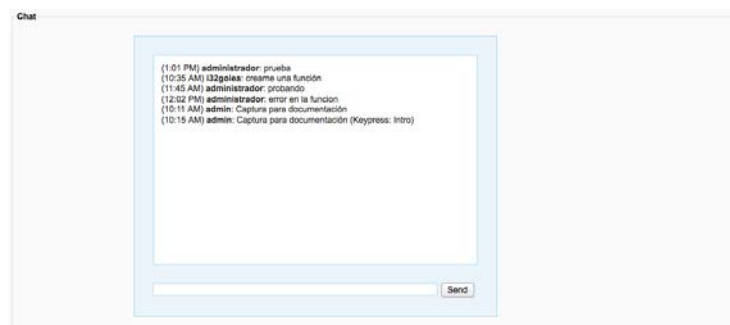 Chat
(1:01 PM) administrador: prueba
(10:35 AM) i32golea: creame una función
(11:45 AM) administrador: probando
(12:02 PM) administrador: error en la funcion
(10:11 AM) admin: Captura para documentación
(10:15 AM) admin: Captura para documentación (Keypress: Intro)
Send